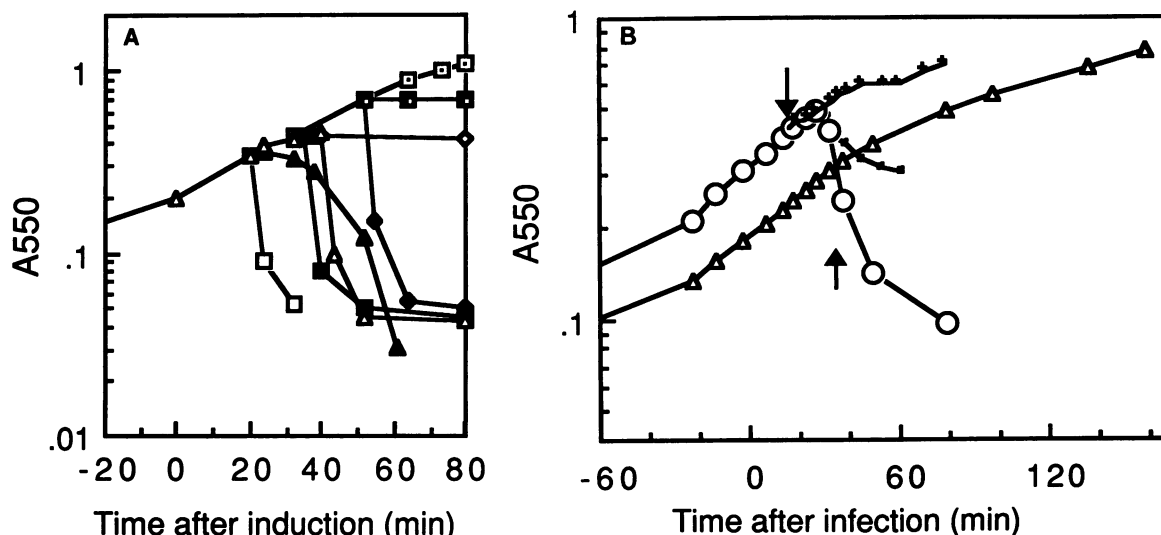 A
B
A550
1
.1
.01
-20 0 20 40 60 80
Time after induction (min)
A550
1
.1
-60 0 60 120
Time after infection (min)